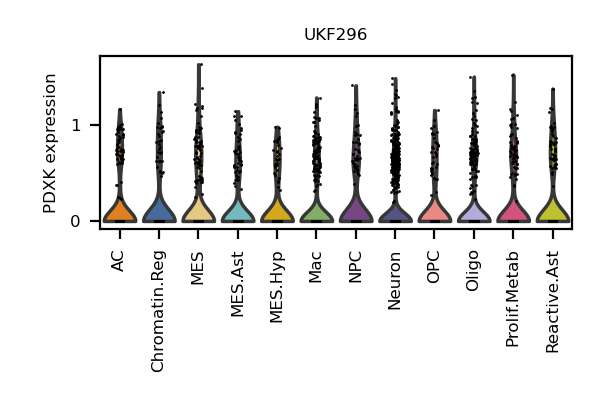 UKF296
PDXK expression
1
0
AC
Chromatin.Reg
MES
MES.Ast
MES.Hyp
Mac
NPC
Neuron
OPC
Oligo
Prolif.Metab
Reactive.Ast